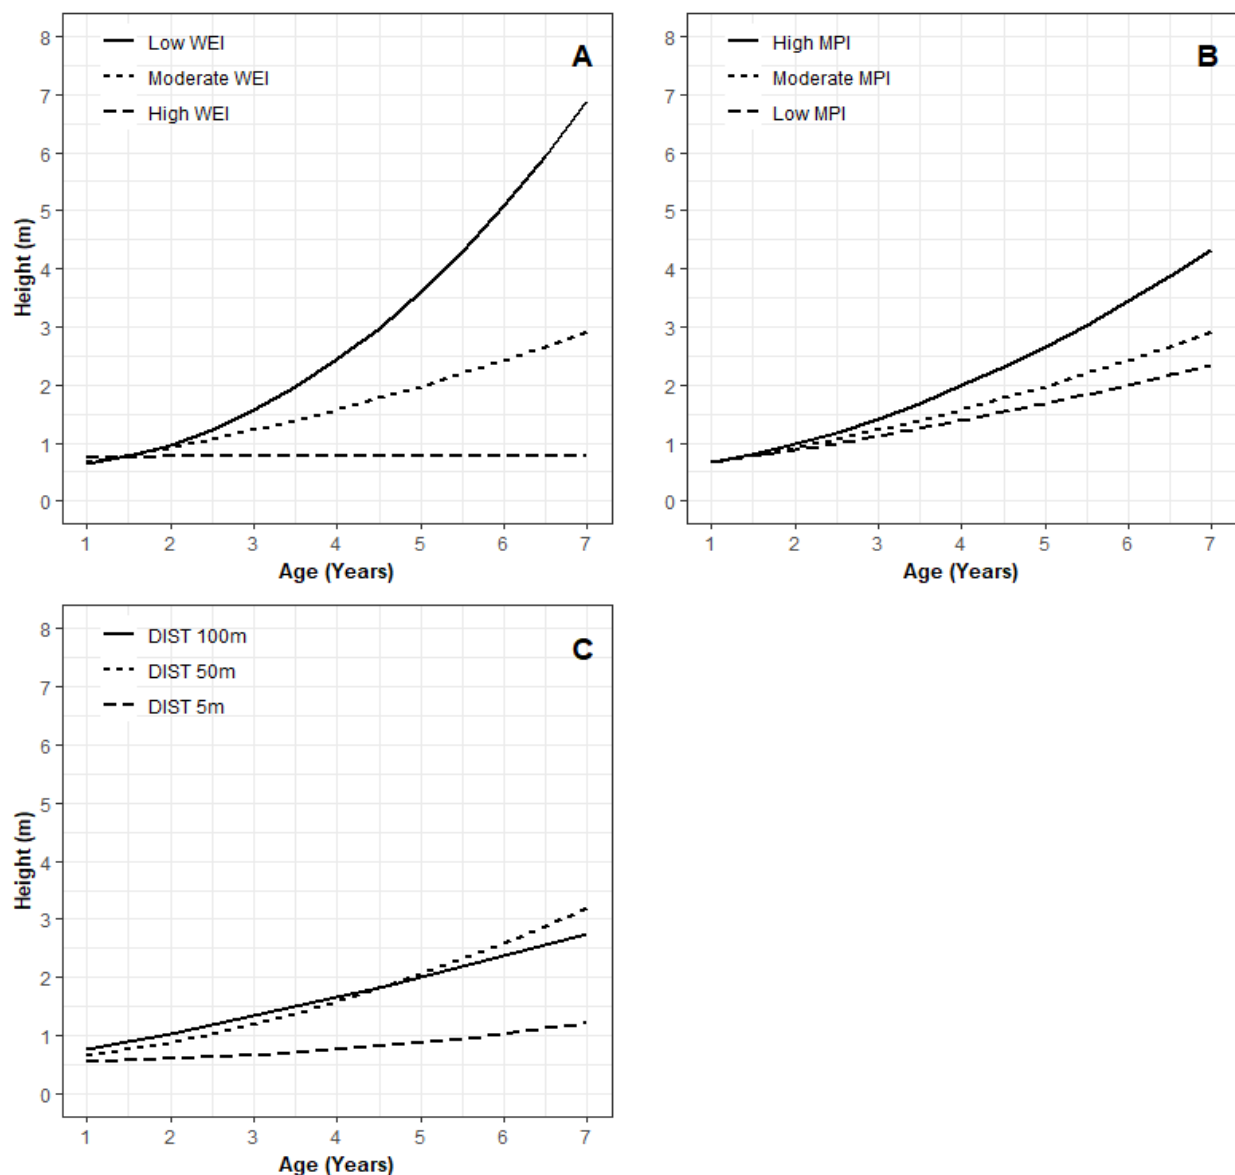 Low WEI
Moderate WEI
High WEI
A
8
7
6
5
4
3
2
1
0
Height (m)
1 2 3 4 5 6 7
Age (Years)
High MPI
Moderate MPI
Low MPI
B
8
7
6
5
4
3
2
1
0
1 2 3 4 5 6 7
Age (Years)
DIST 100m
DIST 50m
DIST 5m
C
8
7
6
5
4
3
2
1
0
Height (m)
1 2 3 4 5 6 7
Age (Years)